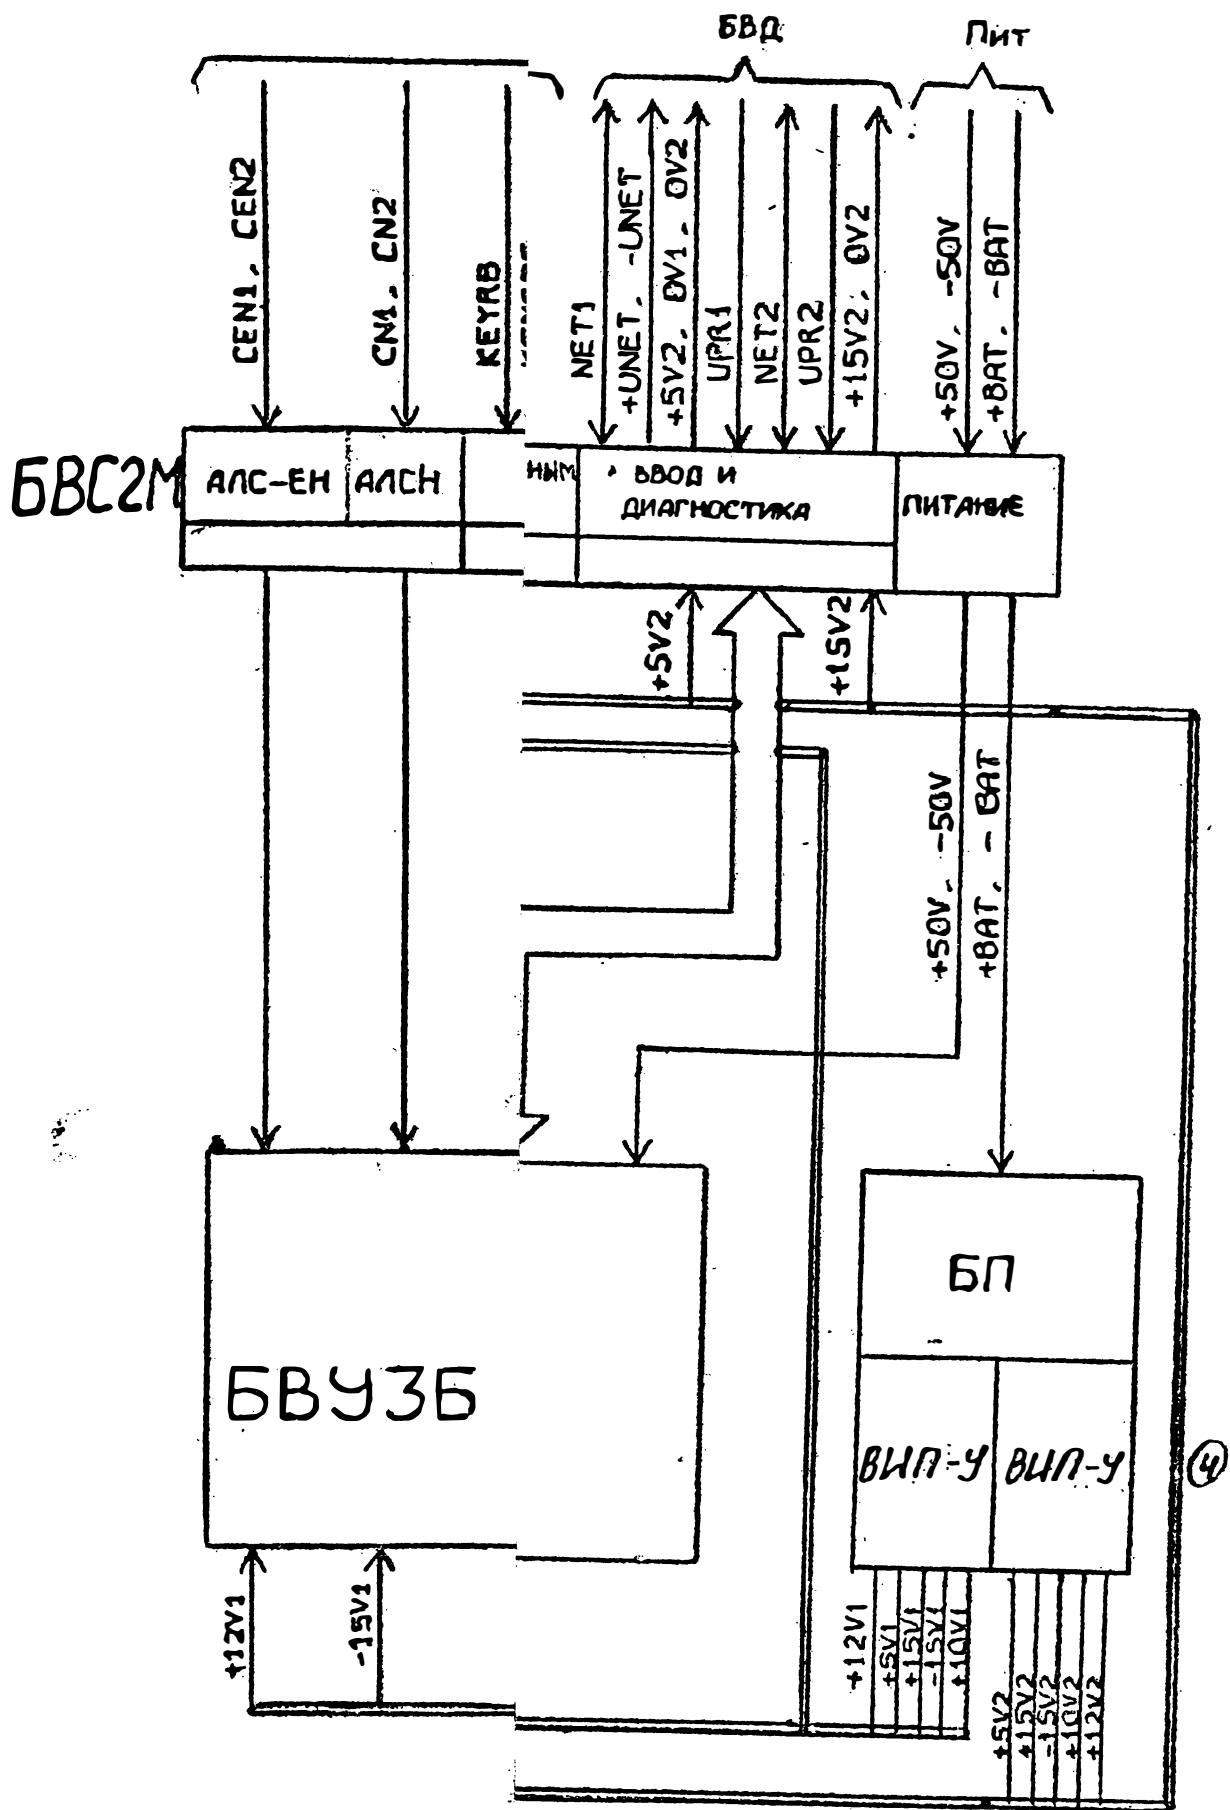 БВД
Пит
CEN1, CEN2
CN1, CN2
KEYRB
NET1
+UNET, -UNET
+5V2, 0V1, 0V2
UPR1
NET2
UPR2
+15V2, 0V2
+50V, -50V
+BAT, -BAT
БВС2М
АЛС-ЕН
АЛСН
НЫМ
ВВОД И
ДИАГНОСТИКА
ПИТАНИЕ
+5V2
+15V2
+50V, -50V
+BAT, -BAT
БП
БВУЗБ
ВИП-У
ВИП-У
4
+12V1
-15V1
+12V1
+5V1
+15V1
-15V1
+10V1
+5V2
+15V2
-15V2
+10V2
+12V2